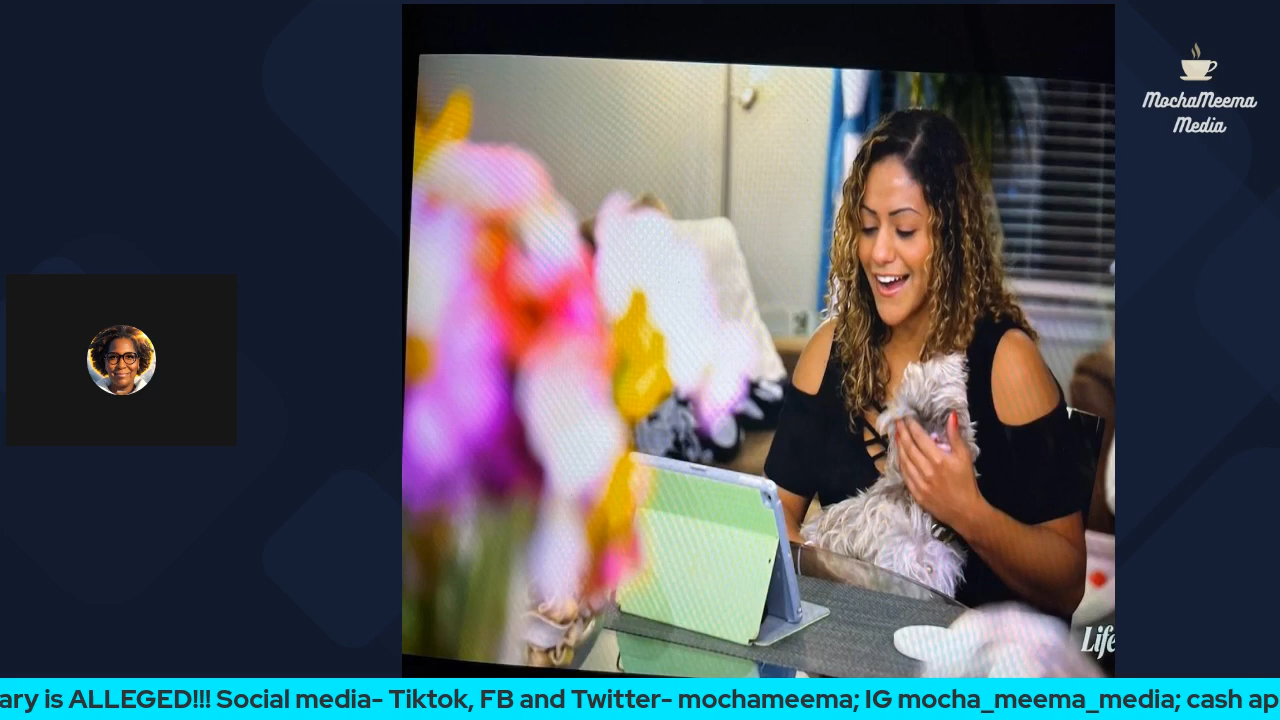 MochaMeema
Media
Life
ary is ALLEGED!!! Social media- Tiktok, FB and Twitter- mochameema; IG mocha_meema_media; cash ap